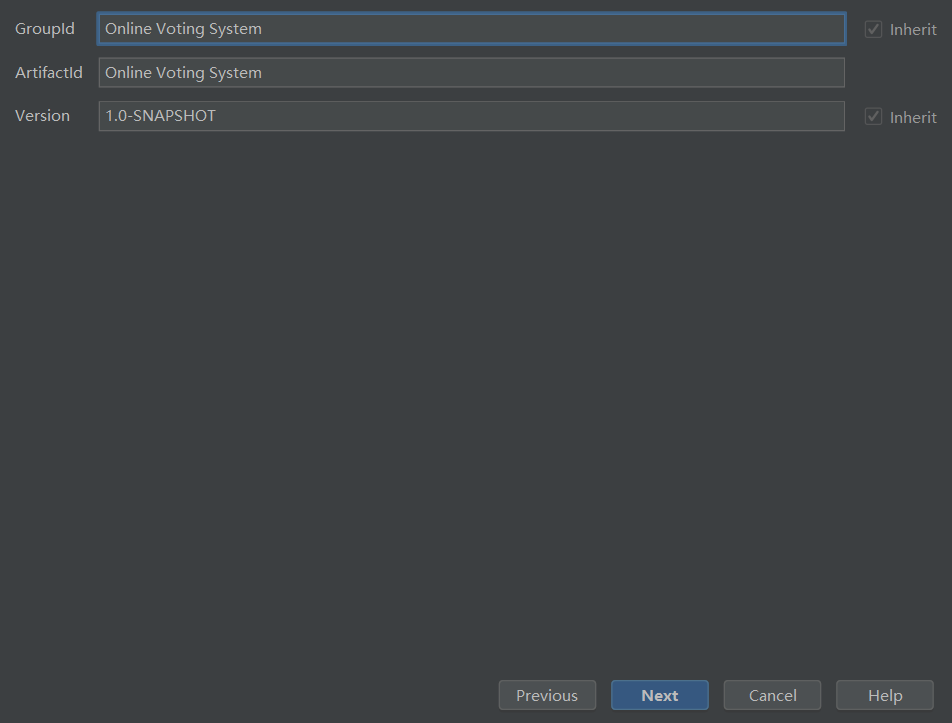 GroupId Online Voting System Inherit
ArtifactId Online Voting System
Version 1.0-SNAPSHOT Inherit
Previous Next Cancel Help